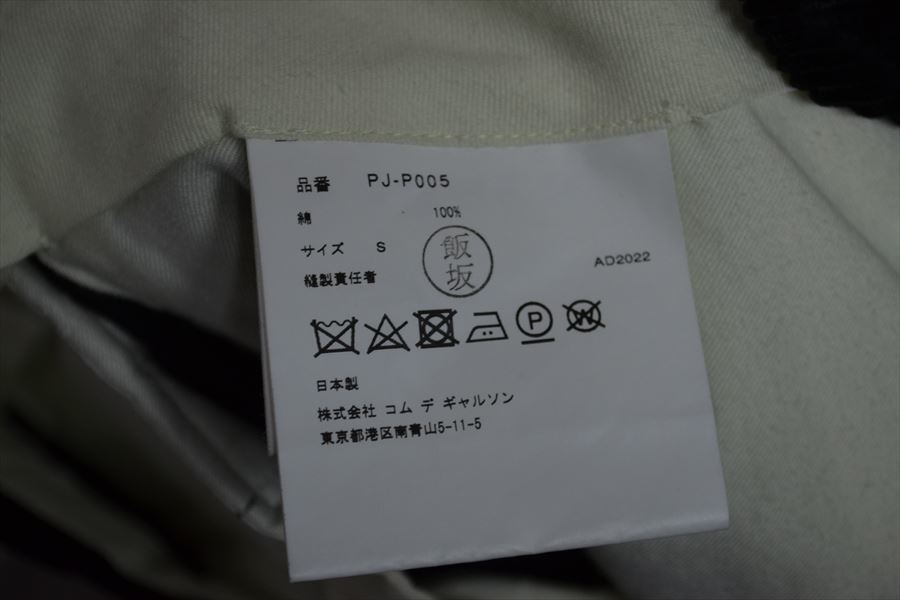 品番 PJ-P005
綿 100%
サイズ S
縫製責任者 飯坂
AD2022
P
W
日本製
株式会社 コム デ ギャルソン
東京都港区南青山5-11-5